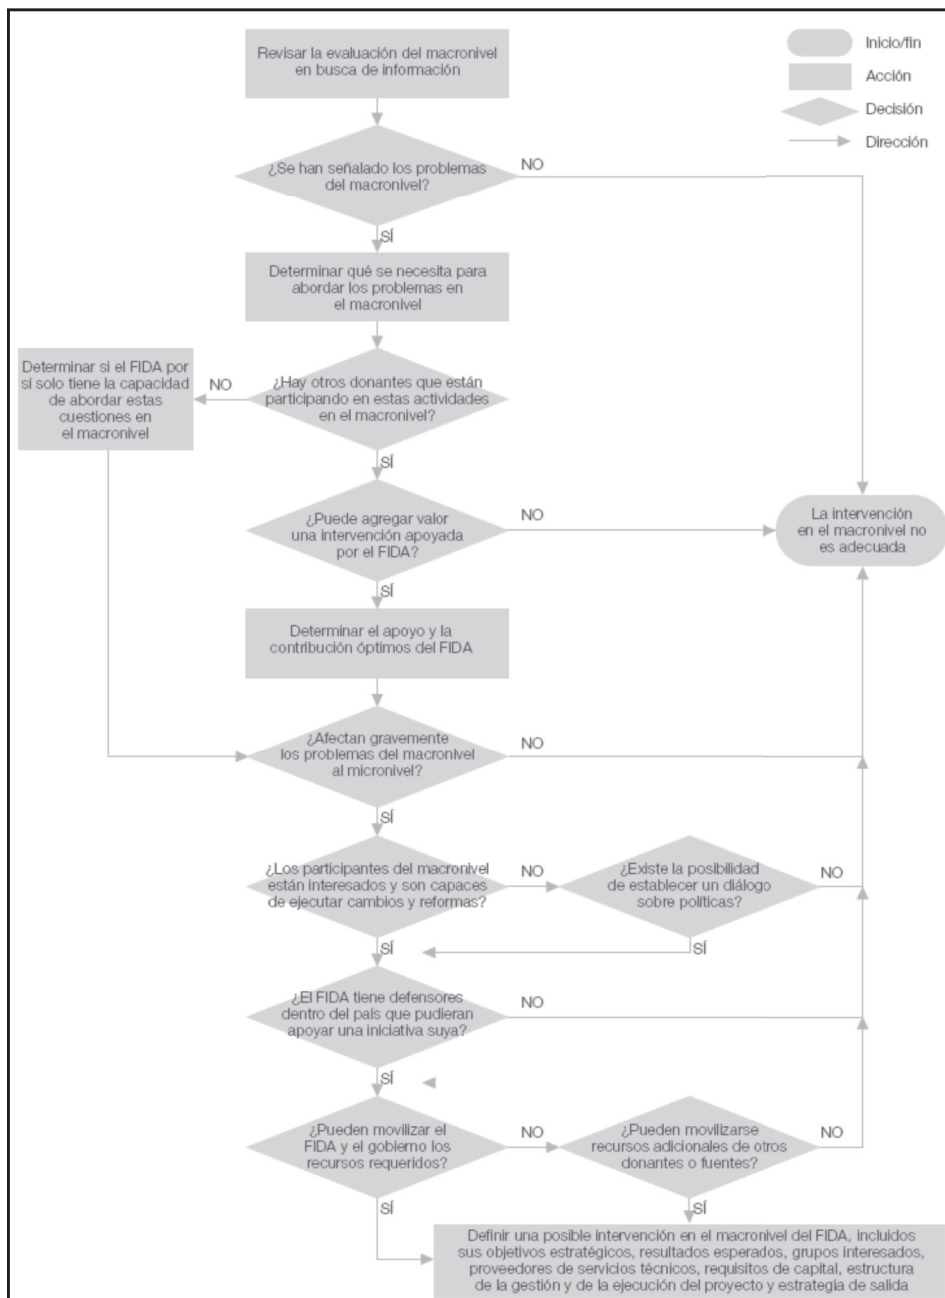 Revisar la evaluación del macronivel
en busca de información
Inicio/fin
Acción
Decisión
Dirección
¿Se han señalado los problemas
del macronivel?
NO
SÍ
Determinar qué se necesita para
abordar los problemas en
el macronivel
Determinar si el FIDA por
sí solo tiene la capacidad
de abordar estas
cuestiones en
el macronivel
NO
¿Hay otros donantes que están
participando en estas actividades
en el macronivel?
SÍ
¿Puede agregar valor
una intervención apoyada
por el FIDA?
NO
La intervención
en el macronivel no
es adecuada
SÍ
Determinar el apoyo y la
contribución óptimos del FIDA
¿Afectan gravemente
los problemas del macronivel
al micronivel?
NO
SÍ
¿Los participantes del macronivel
están interesados y son capaces
de ejecutar cambios y reformas?
NO
¿Existe la posibilidad
de establecer un diálogo
sobre políticas?
NO
SÍ
SÍ
¿El FIDA tiene defensores
dentro del país que pudieran
apoyar una iniciativa suya?
NO
SÍ
¿Pueden movilizar el
FIDA y el gobierno los
recursos requeridos?
NO
¿Pueden movilizarse
recursos adicionales de otros
donantes o fuentes?
NO
SÍ
SÍ
Definir una posible intervención en el macronivel del FIDA, incluidos
sus objetivos estratégicos, resultados esperados, grupos interesados,
proveedores de servicios técnicos, requisitos de capital, estructura
de la gestión y de la ejecución del proyecto y estrategia de salida